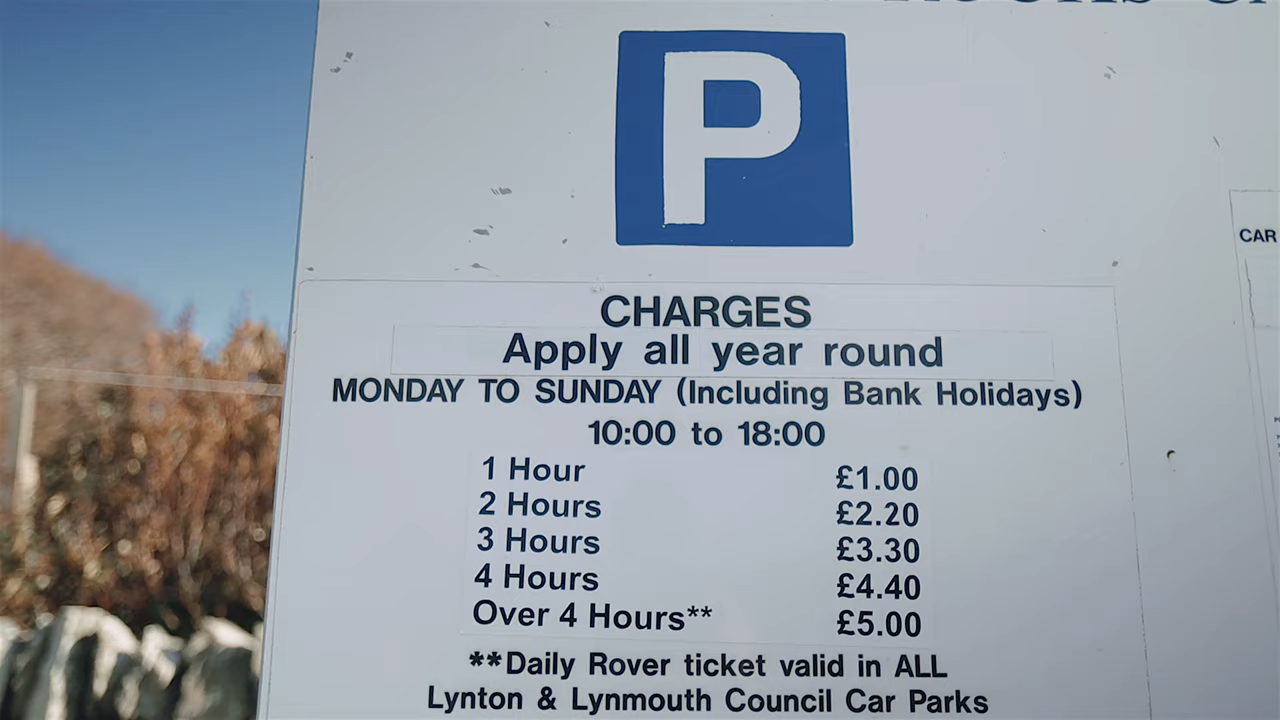 P
CHARGES
Apply all year round
MONDAY TO SUNDAY (Including Bank Holidays)
10:00 to 18:00
1 Hour £1.00
2 Hours £2.20
3 Hours £3.30
4 Hours £4.40
Over 4 Hours** £5.00
**Daily Rover ticket valid in ALL
Lynton & Lynmouth Council Car Parks
CAR